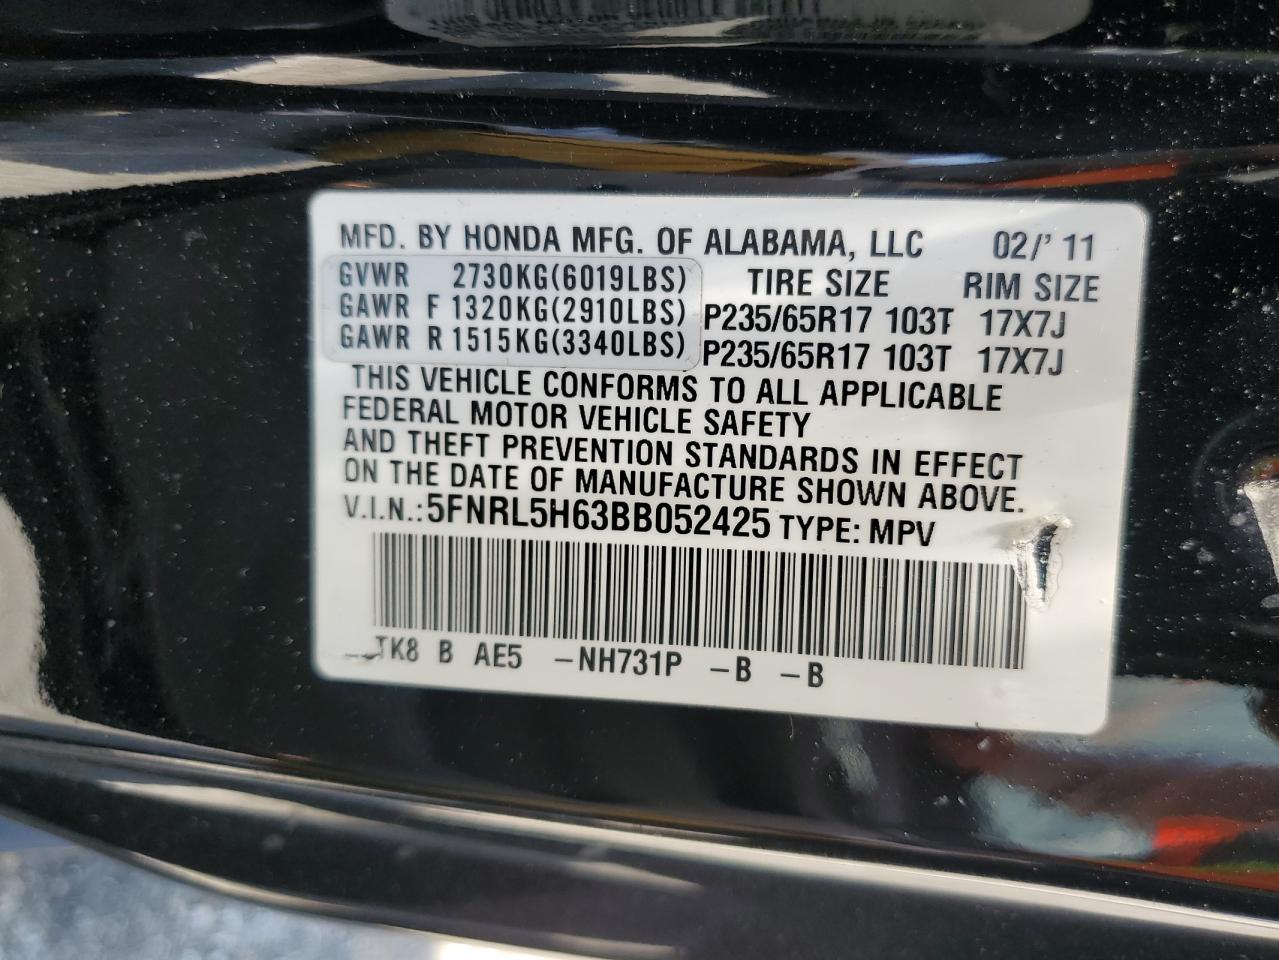 MFD. BY HONDA MFG. OF ALABAMA, LLC 02/' 11
GVWR 2730KG(6019LBS) TIRE SIZE RIM SIZE
GAWR F 1320KG(2910LBS) P235/65R17 103T 17X7J
GAWR R 1515KG(3340LBS) P235/65R17 103T 17X7J
THIS VEHICLE CONFORMS TO ALL APPLICABLE
FEDERAL MOTOR VEHICLE SAFETY
AND THEFT PREVENTION STANDARDS IN EFFECT
ON THE DATE OF MANUFACTURE SHOWN ABOVE.
V.I.N.: 5FNRL5H63BB052425 TYPE: MPV
TK8 B AE5 -NH731P -B -B